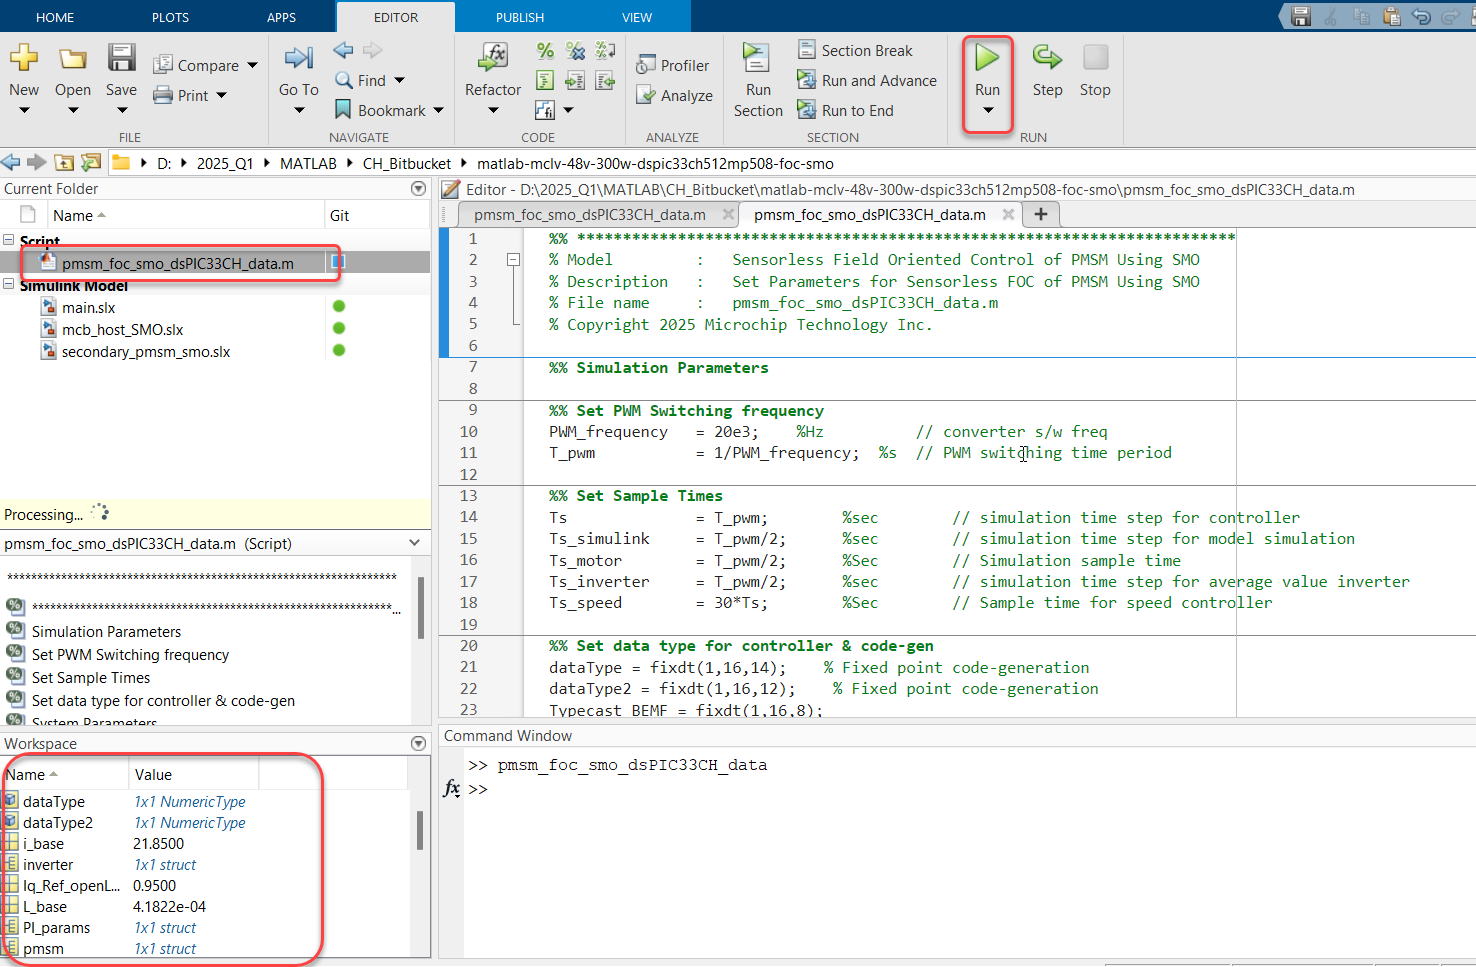 HOME PLOTS APPS EDITOR PUBLISH VIEW
New Open Save Compare Print FILE
Go To Find Bookmark NAVIGATE
Refactor CODE
Profiler Analyze ANALYZE
Run Section Section Break Run and Advance Run to End SECTION
Run Step Stop RUN
D: 2025_Q1 MATLAB CH_Bitbucket matlab-mclv-48v-300w-dspic33ch512mp508-foc-smo
Current Folder
Name Git
Script
pmsm_foc_smo_dsPIC33CH_data.m
Simulink Model
main.slx
mcb_host_SMO.slx
secondary_pmsm_smo.slx
Processing...
pmsm_foc_smo_dsPIC33CH_data.m (Script)
Simulation Parameters
Set PWM Switching frequency
Set Sample Times
Set data type for controller & code-gen
System Parameters
Workspace
Name Value
dataType 1x1 NumericType
dataType2 1x1 NumericType
i_base 21.8500
inverter 1x1 struct
Iq_Ref_openL... 0.9500
L_base 4.1822e-04
PI_params 1x1 struct
pmsm 1x1 struct
Editor - D:\2025_Q1\MATLAB\CH_Bitbucket\matlab-mclv-48v-300w-dspic33ch512mp508-foc-smo\pmsm_foc_smo_dsPIC33CH_data.m
pmsm_foc_smo_dsPIC33CH_data.m pmsm_foc_smo_dsPIC33CH_data.m
1 %% ************************************************************************
2 % Model : Sensorless Field Oriented Control of PMSM Using SMO
3 % Description : Set Parameters for Sensorless FOC of PMSM Using SMO
4 % File name : pmsm_foc_smo_dsPIC33CH_data.m
5 % Copyright 2025 Microchip Technology Inc.
6
7 %% Simulation Parameters
8
9 %% Set PWM Switching frequency
10 PWM_frequency = 20e3; %Hz // converter s/w freq
11 T_pwm = 1/PWM_frequency; %s // PWM switching time period
12
13 %% Set Sample Times
14 Ts = T_pwm; %sec // simulation time step for controller
15 Ts_simulink = T_pwm/2; %sec // simulation time step for model simulation
16 Ts_motor = T_pwm/2; %Sec // Simulation sample time
17 Ts_inverter = T_pwm/2; %sec // simulation time step for average value inverter
18 Ts_speed = 30*Ts; %Sec // Sample time for speed controller
19
20 %% Set data type for controller & code-gen
21 dataType = fixdt(1,16,14); % Fixed point code-generation
22 dataType2 = fixdt(1,16,12); % Fixed point code-generation
23 Typecast_BEMF = fixdt(1,16,8);
Command Window
>> pmsm_foc_smo_dsPIC33CH_data
fx >>